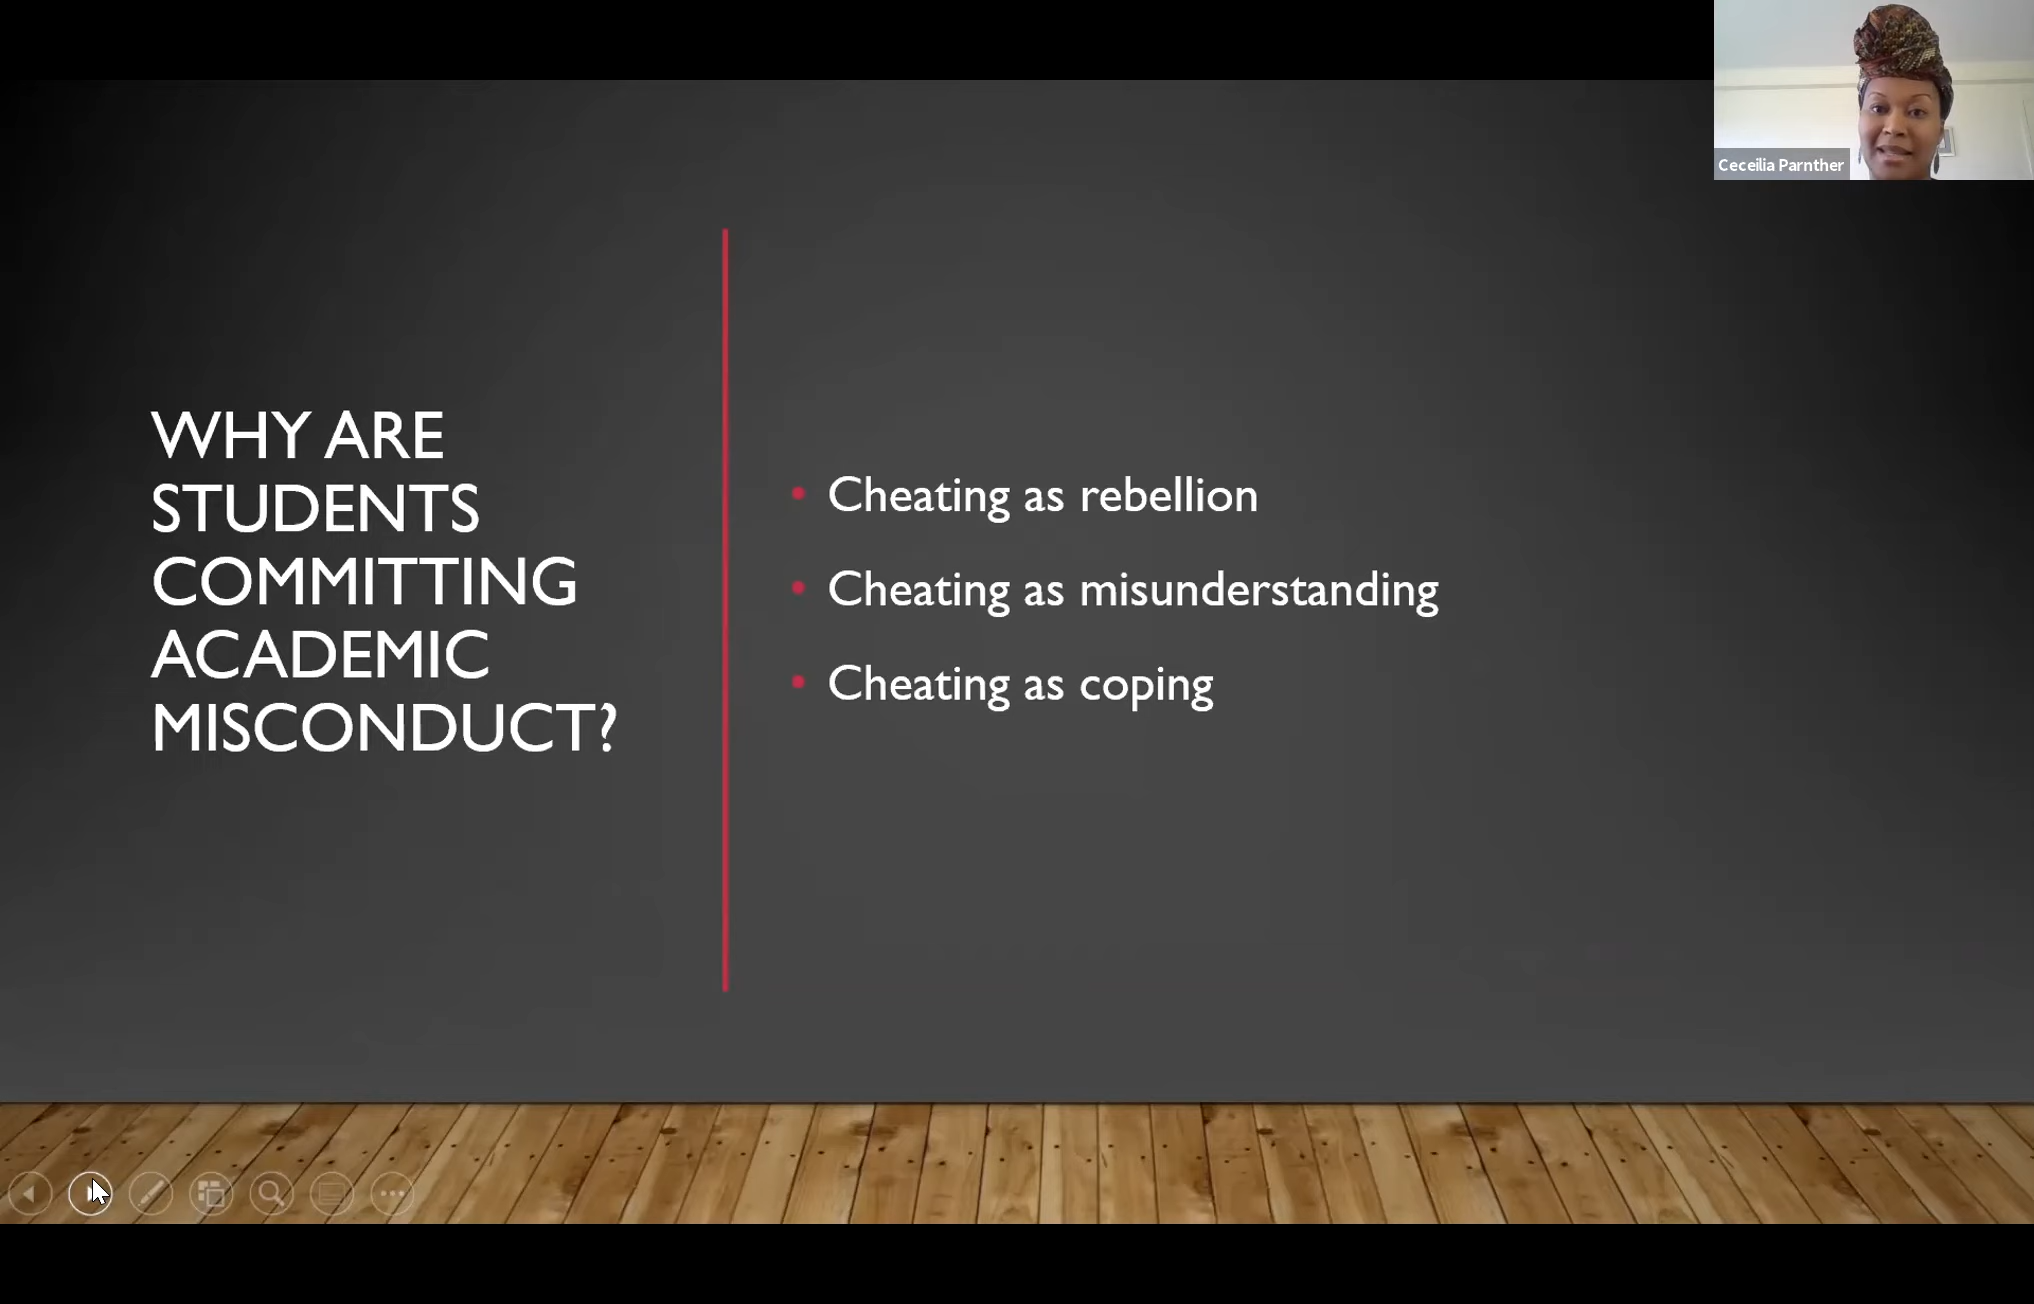 Ceceilia Parnther
WHY ARE
STUDENTS
COMMITTING
ACADEMIC
MISCONDUCT?
• Cheating as rebellion
• Cheating as misunderstanding
• Cheating as coping